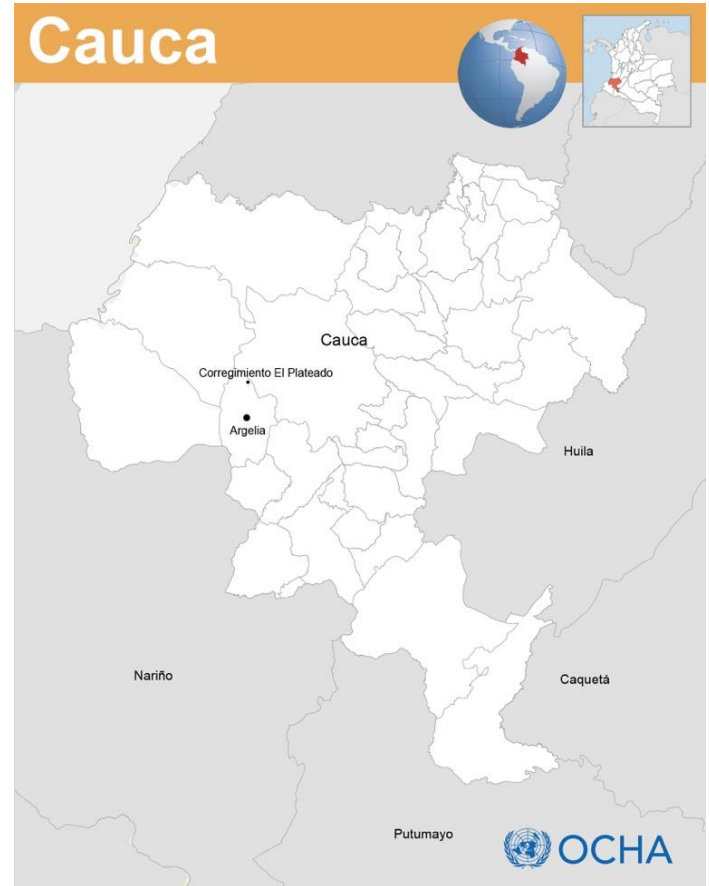 Cauca
Cauca
Corregimiento El Plateado
Argelia
Huila
Nariño
Caquetá
Putumayo
OCHA